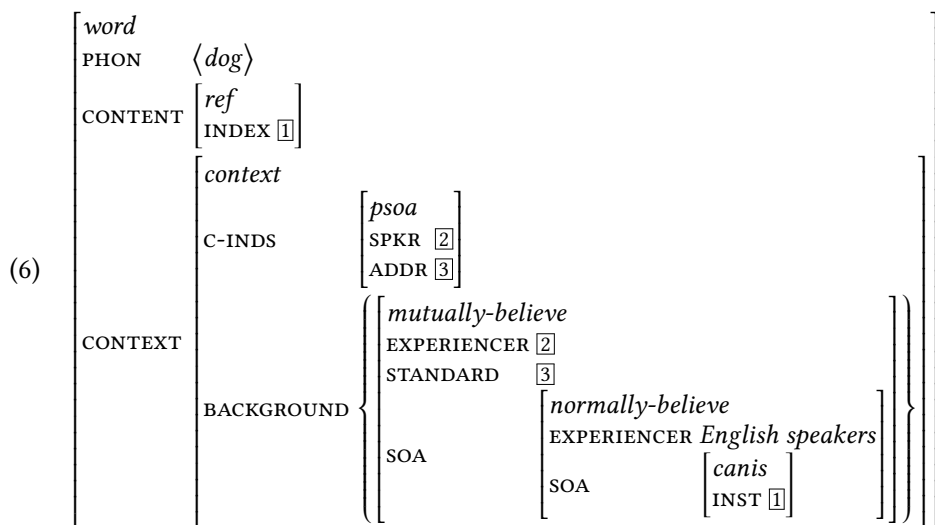 word
PHON ⟨dog⟩
ref
CONTENT
INDEX 1
context
psoa
C-INDS SPKR 2
ADDR 3
(6)
mutually-believe
CONTEXT EXPERIENCER 2
STANDARD 3
normally-believe
BACKGROUND
EXPERIENCER English speakers
SOA
canis
SOA
INST 1